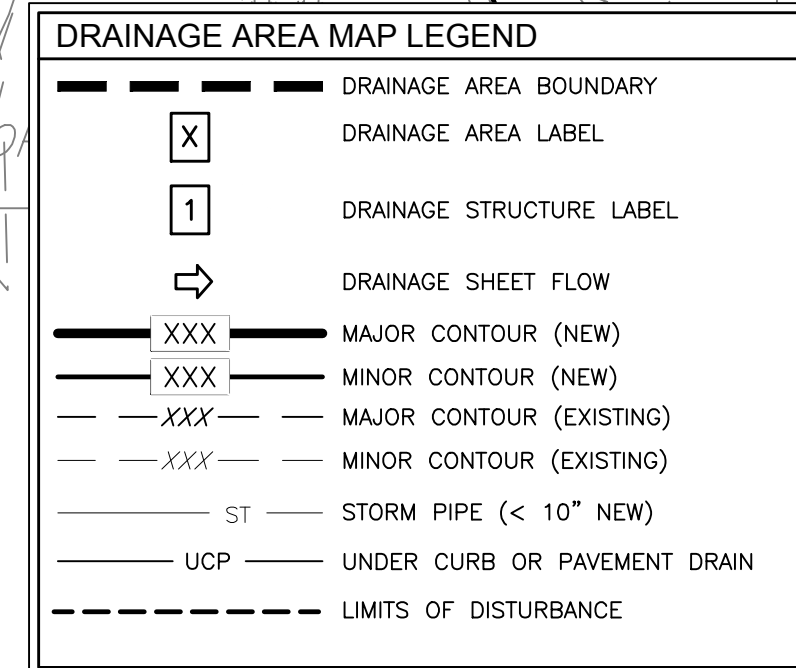 DRAINAGE AREA MAP LEGEND
DRAINAGE AREA BOUNDARY
X DRAINAGE AREA LABEL
1 DRAINAGE STRUCTURE LABEL
DRAINAGE SHEET FLOW
XXX MAJOR CONTOUR (NEW)
XXX MINOR CONTOUR (NEW)
XXX MAJOR CONTOUR (EXISTING)
XXX MINOR CONTOUR (EXISTING)
ST STORM PIPE (< 10" NEW)
UCP UNDER CURB OR PAVEMENT DRAIN
LIMITS OF DISTURBANCE